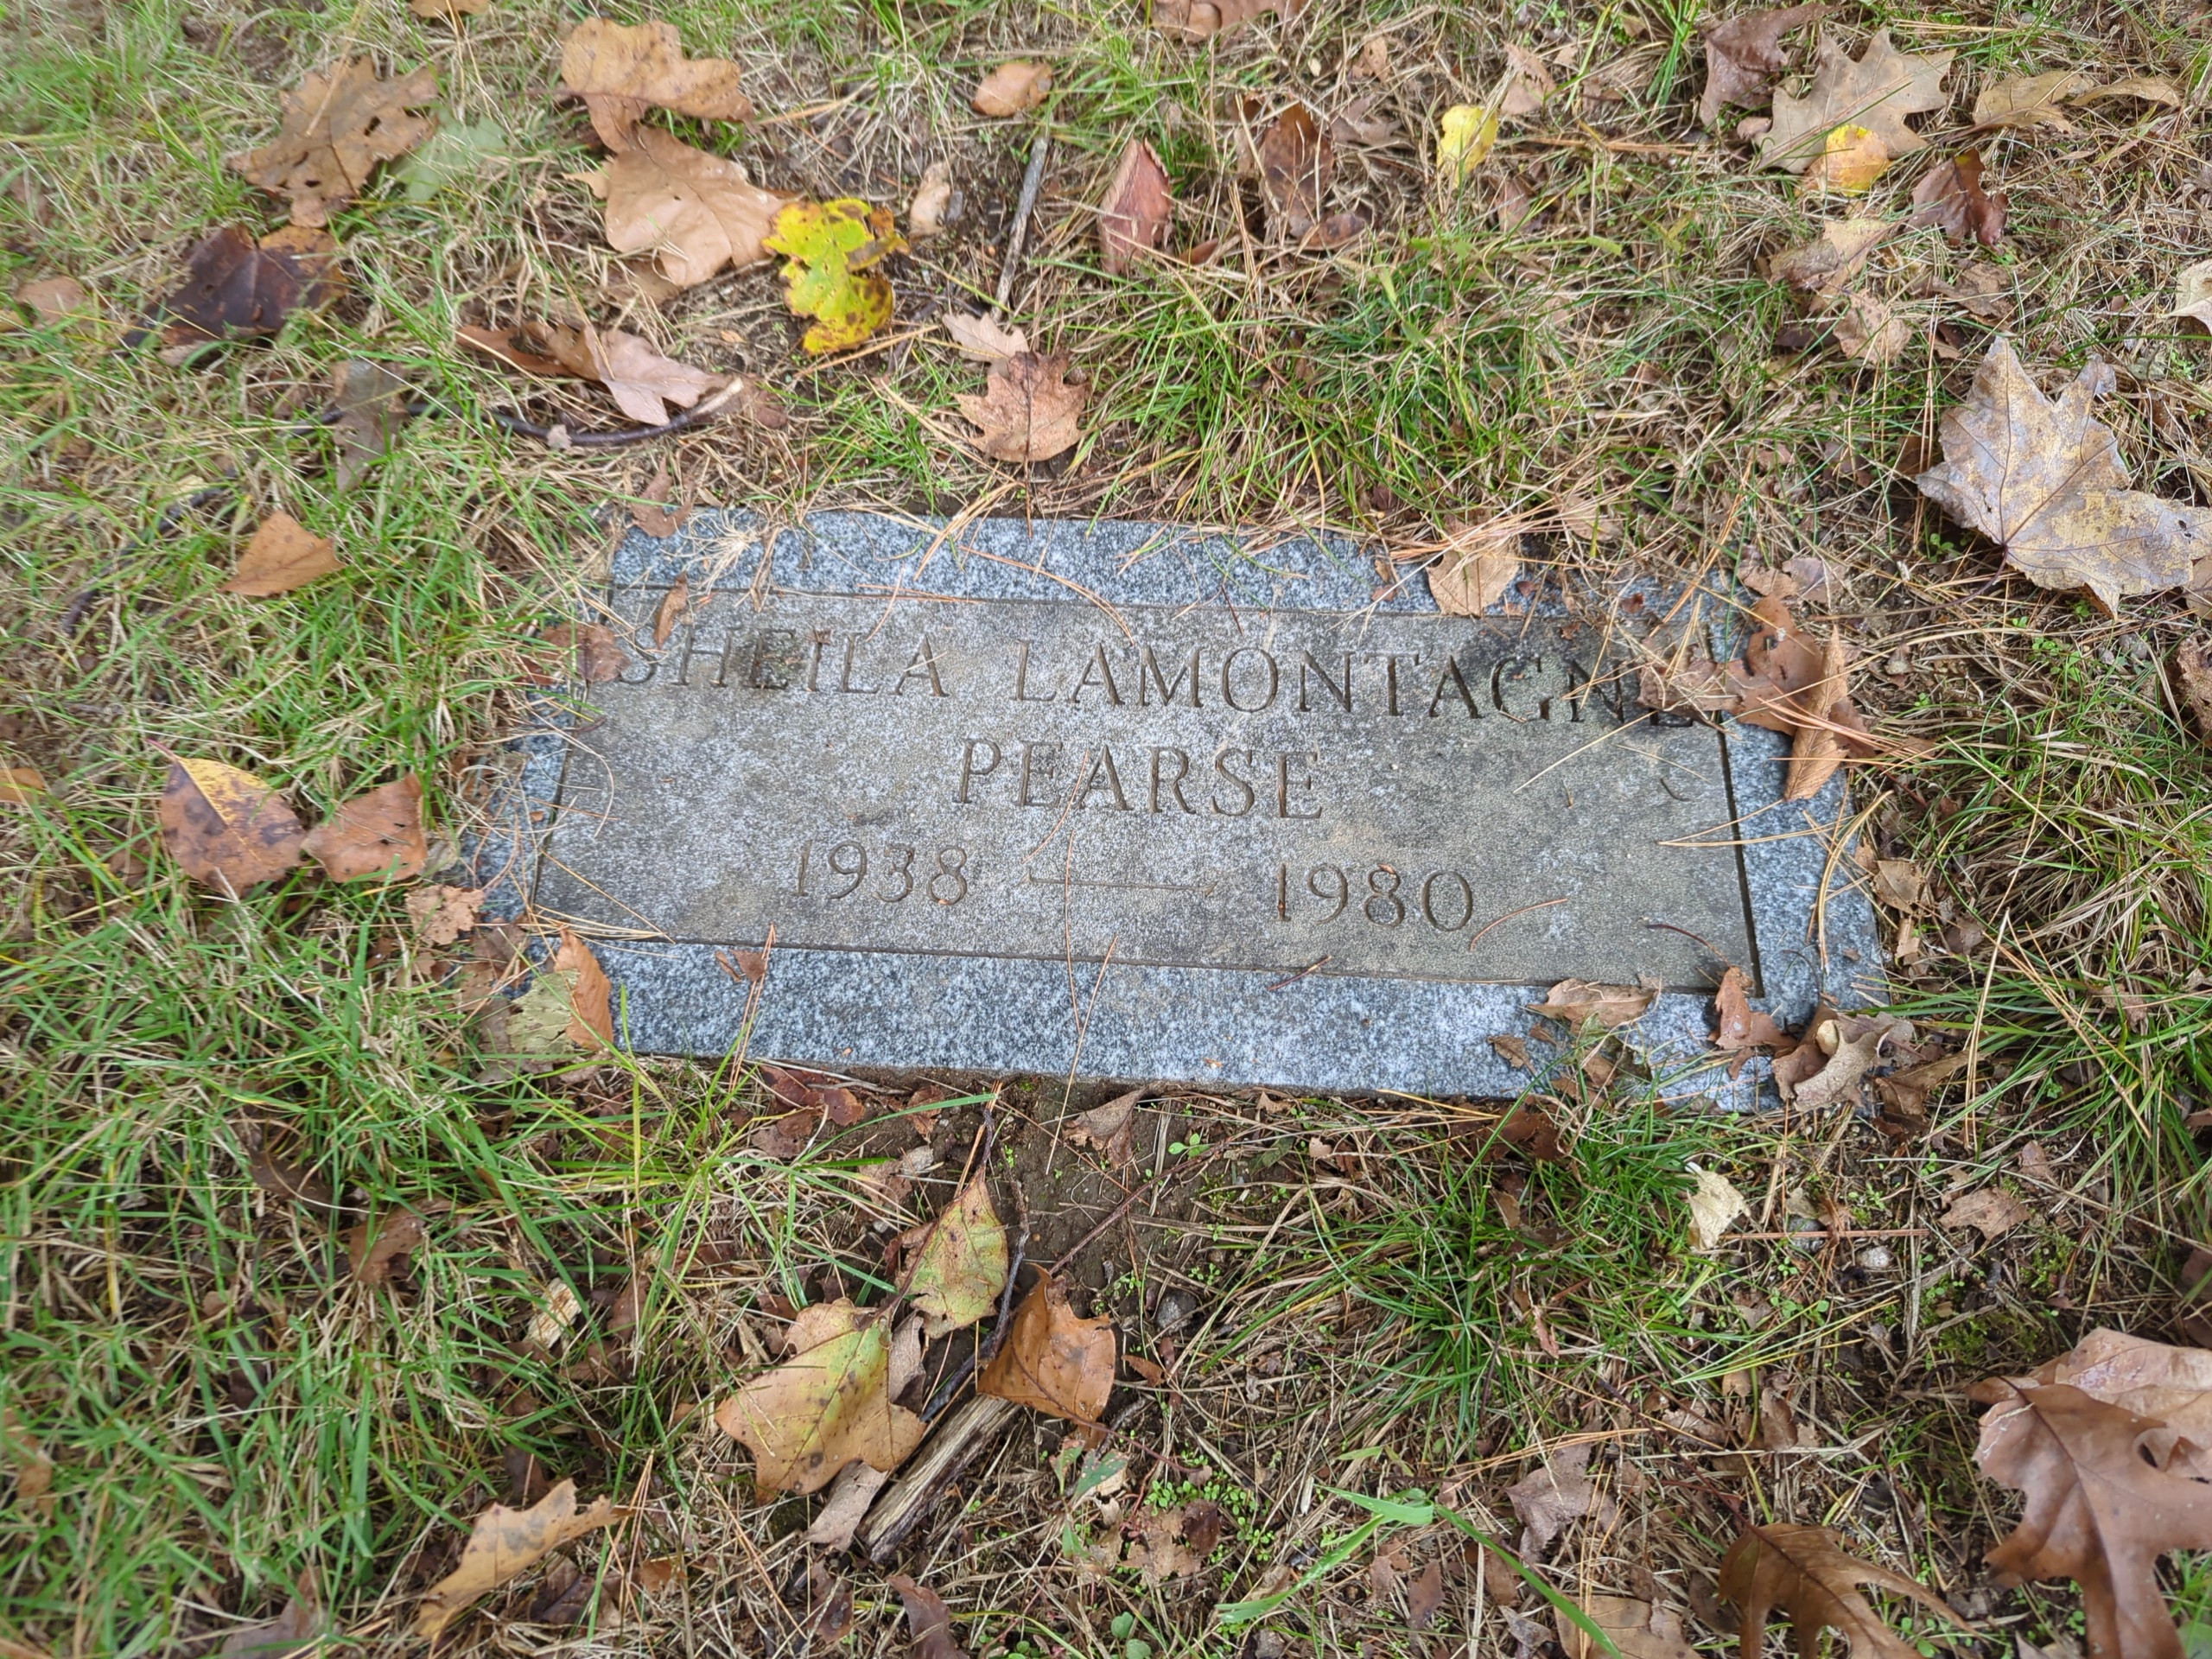 SHEILA LAMONTAGNE
PEARSE
1938 — 1980